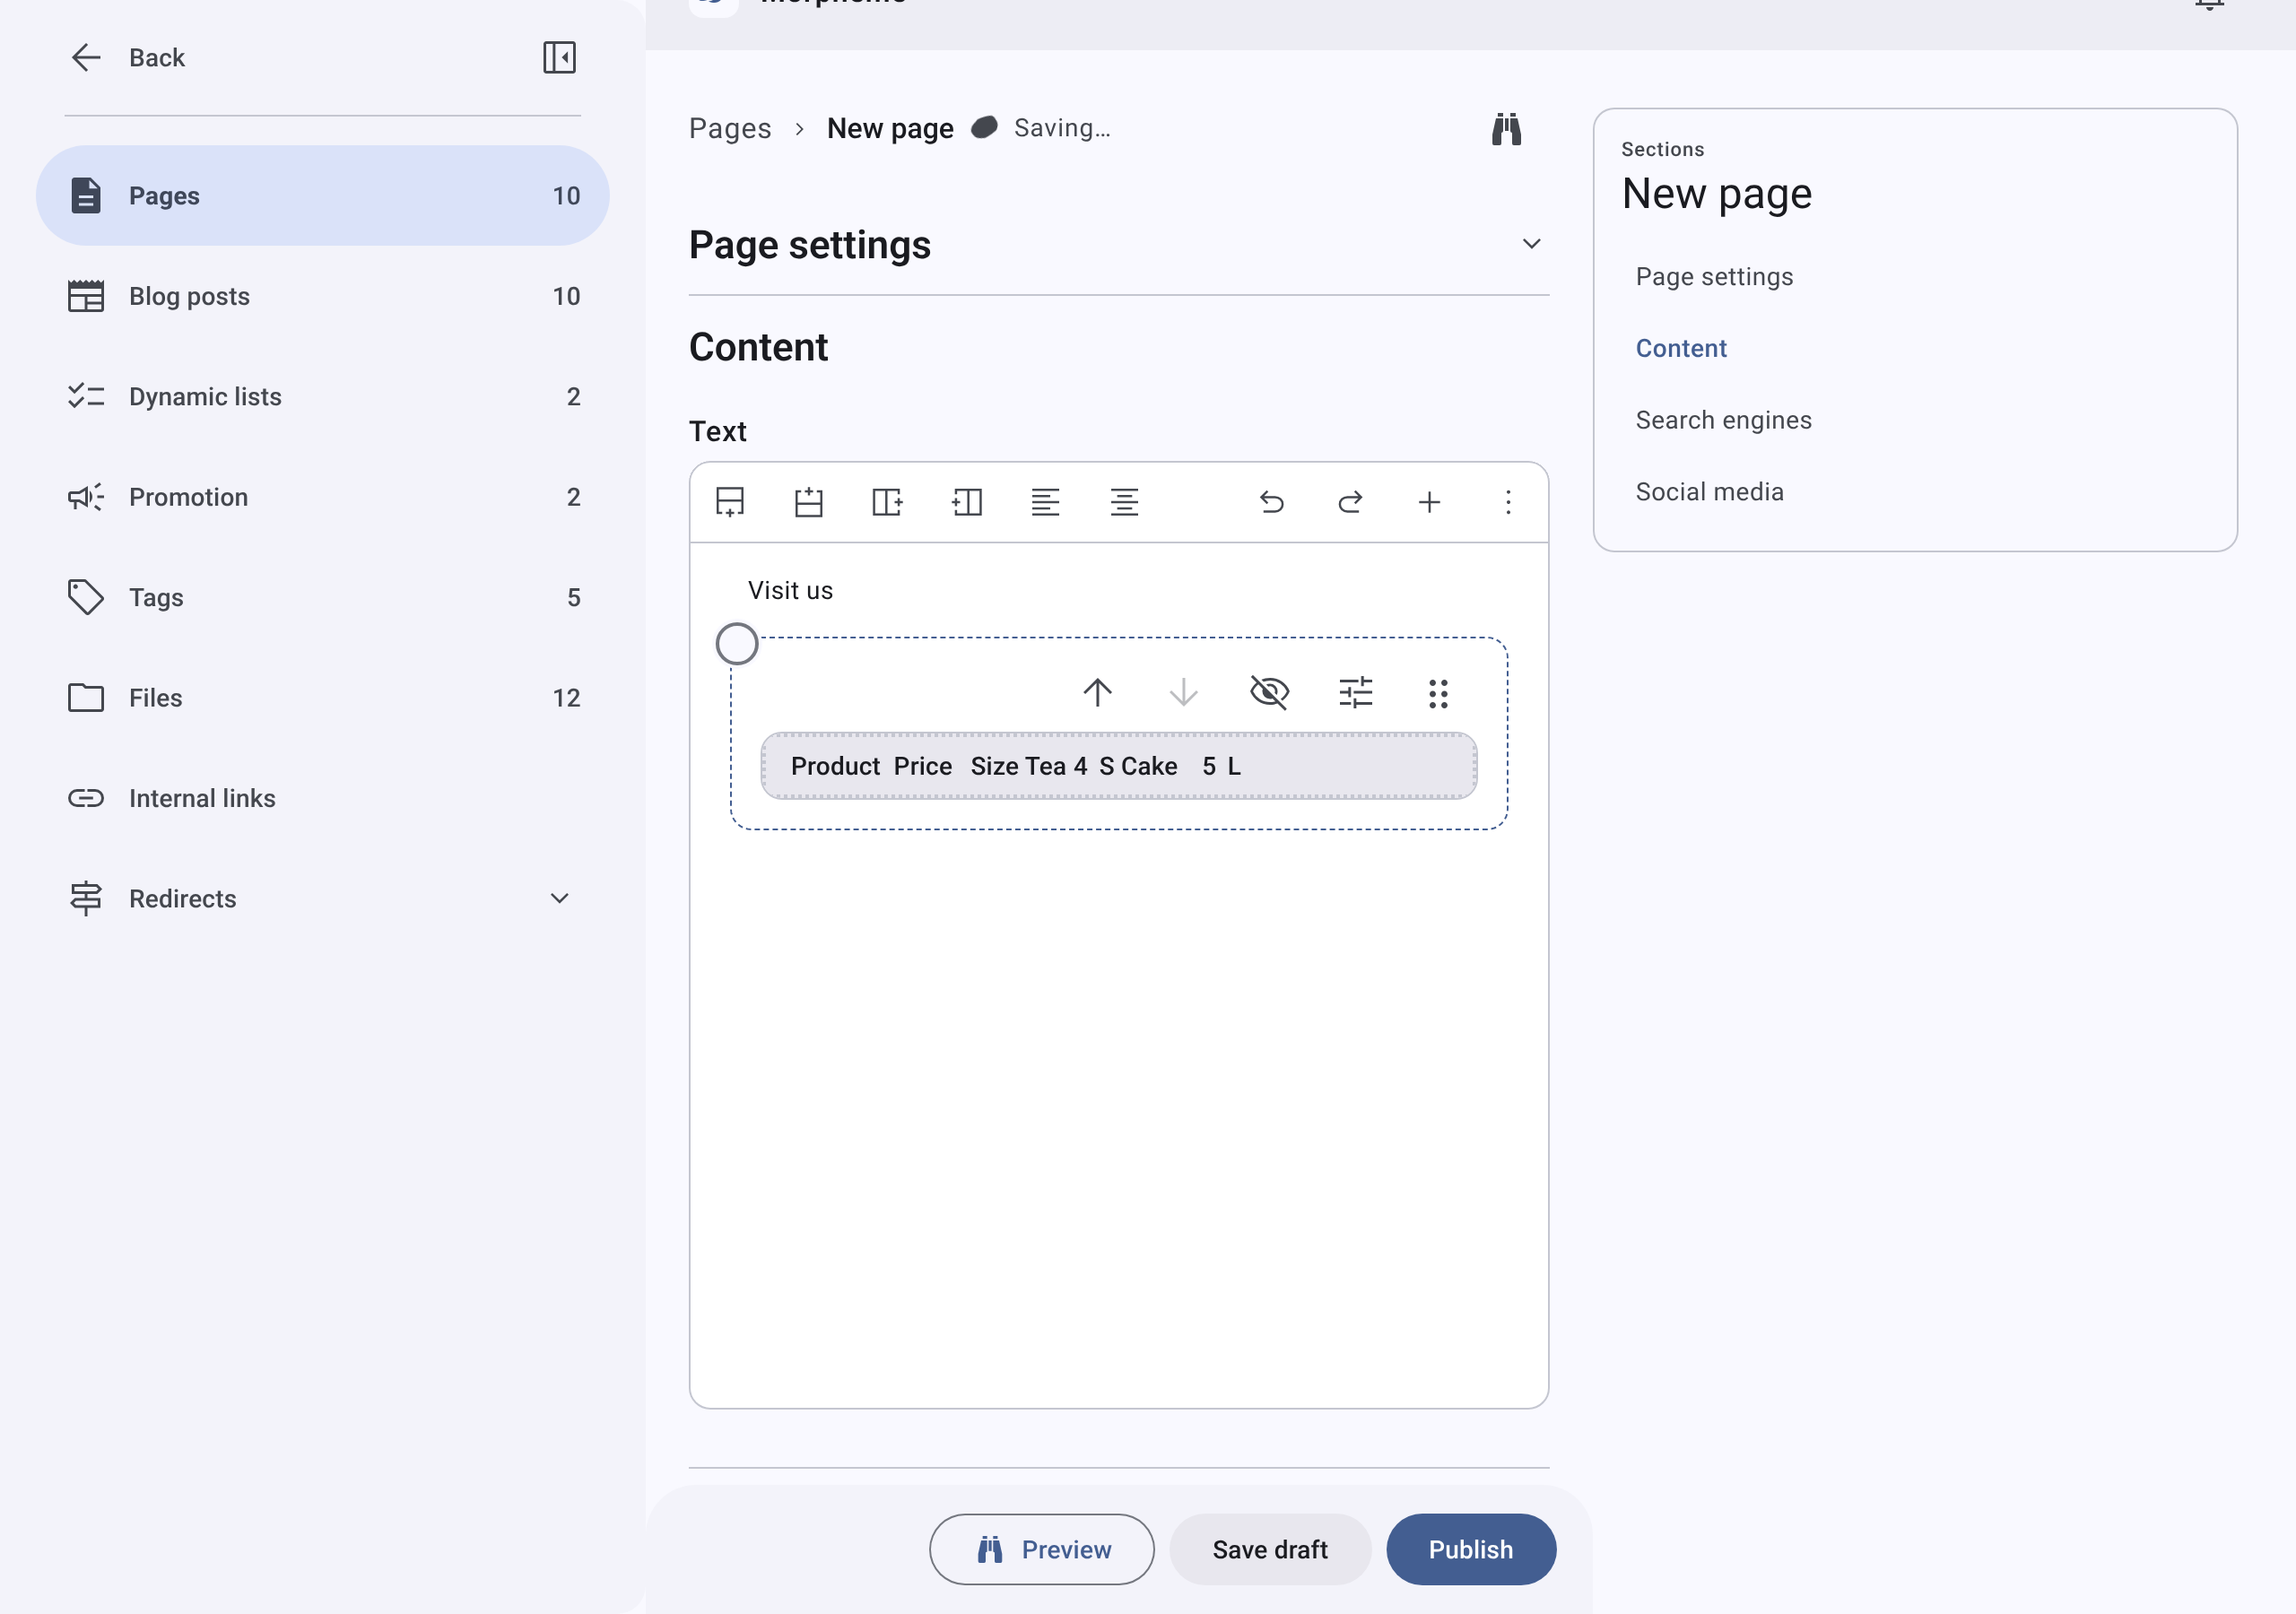 Back
Pages 10
Blog posts 10
Dynamic lists 2
Promotion 2
Tags 5
Files 12
Internal links
Redirects
Pages > New page Saving...
Page settings
Content
Text
Visit us
Product Price Size Tea 4 S Cake 5 L
Preview
Save draft
Publish
Sections
New page
Page settings
Content
Search engines
Social media